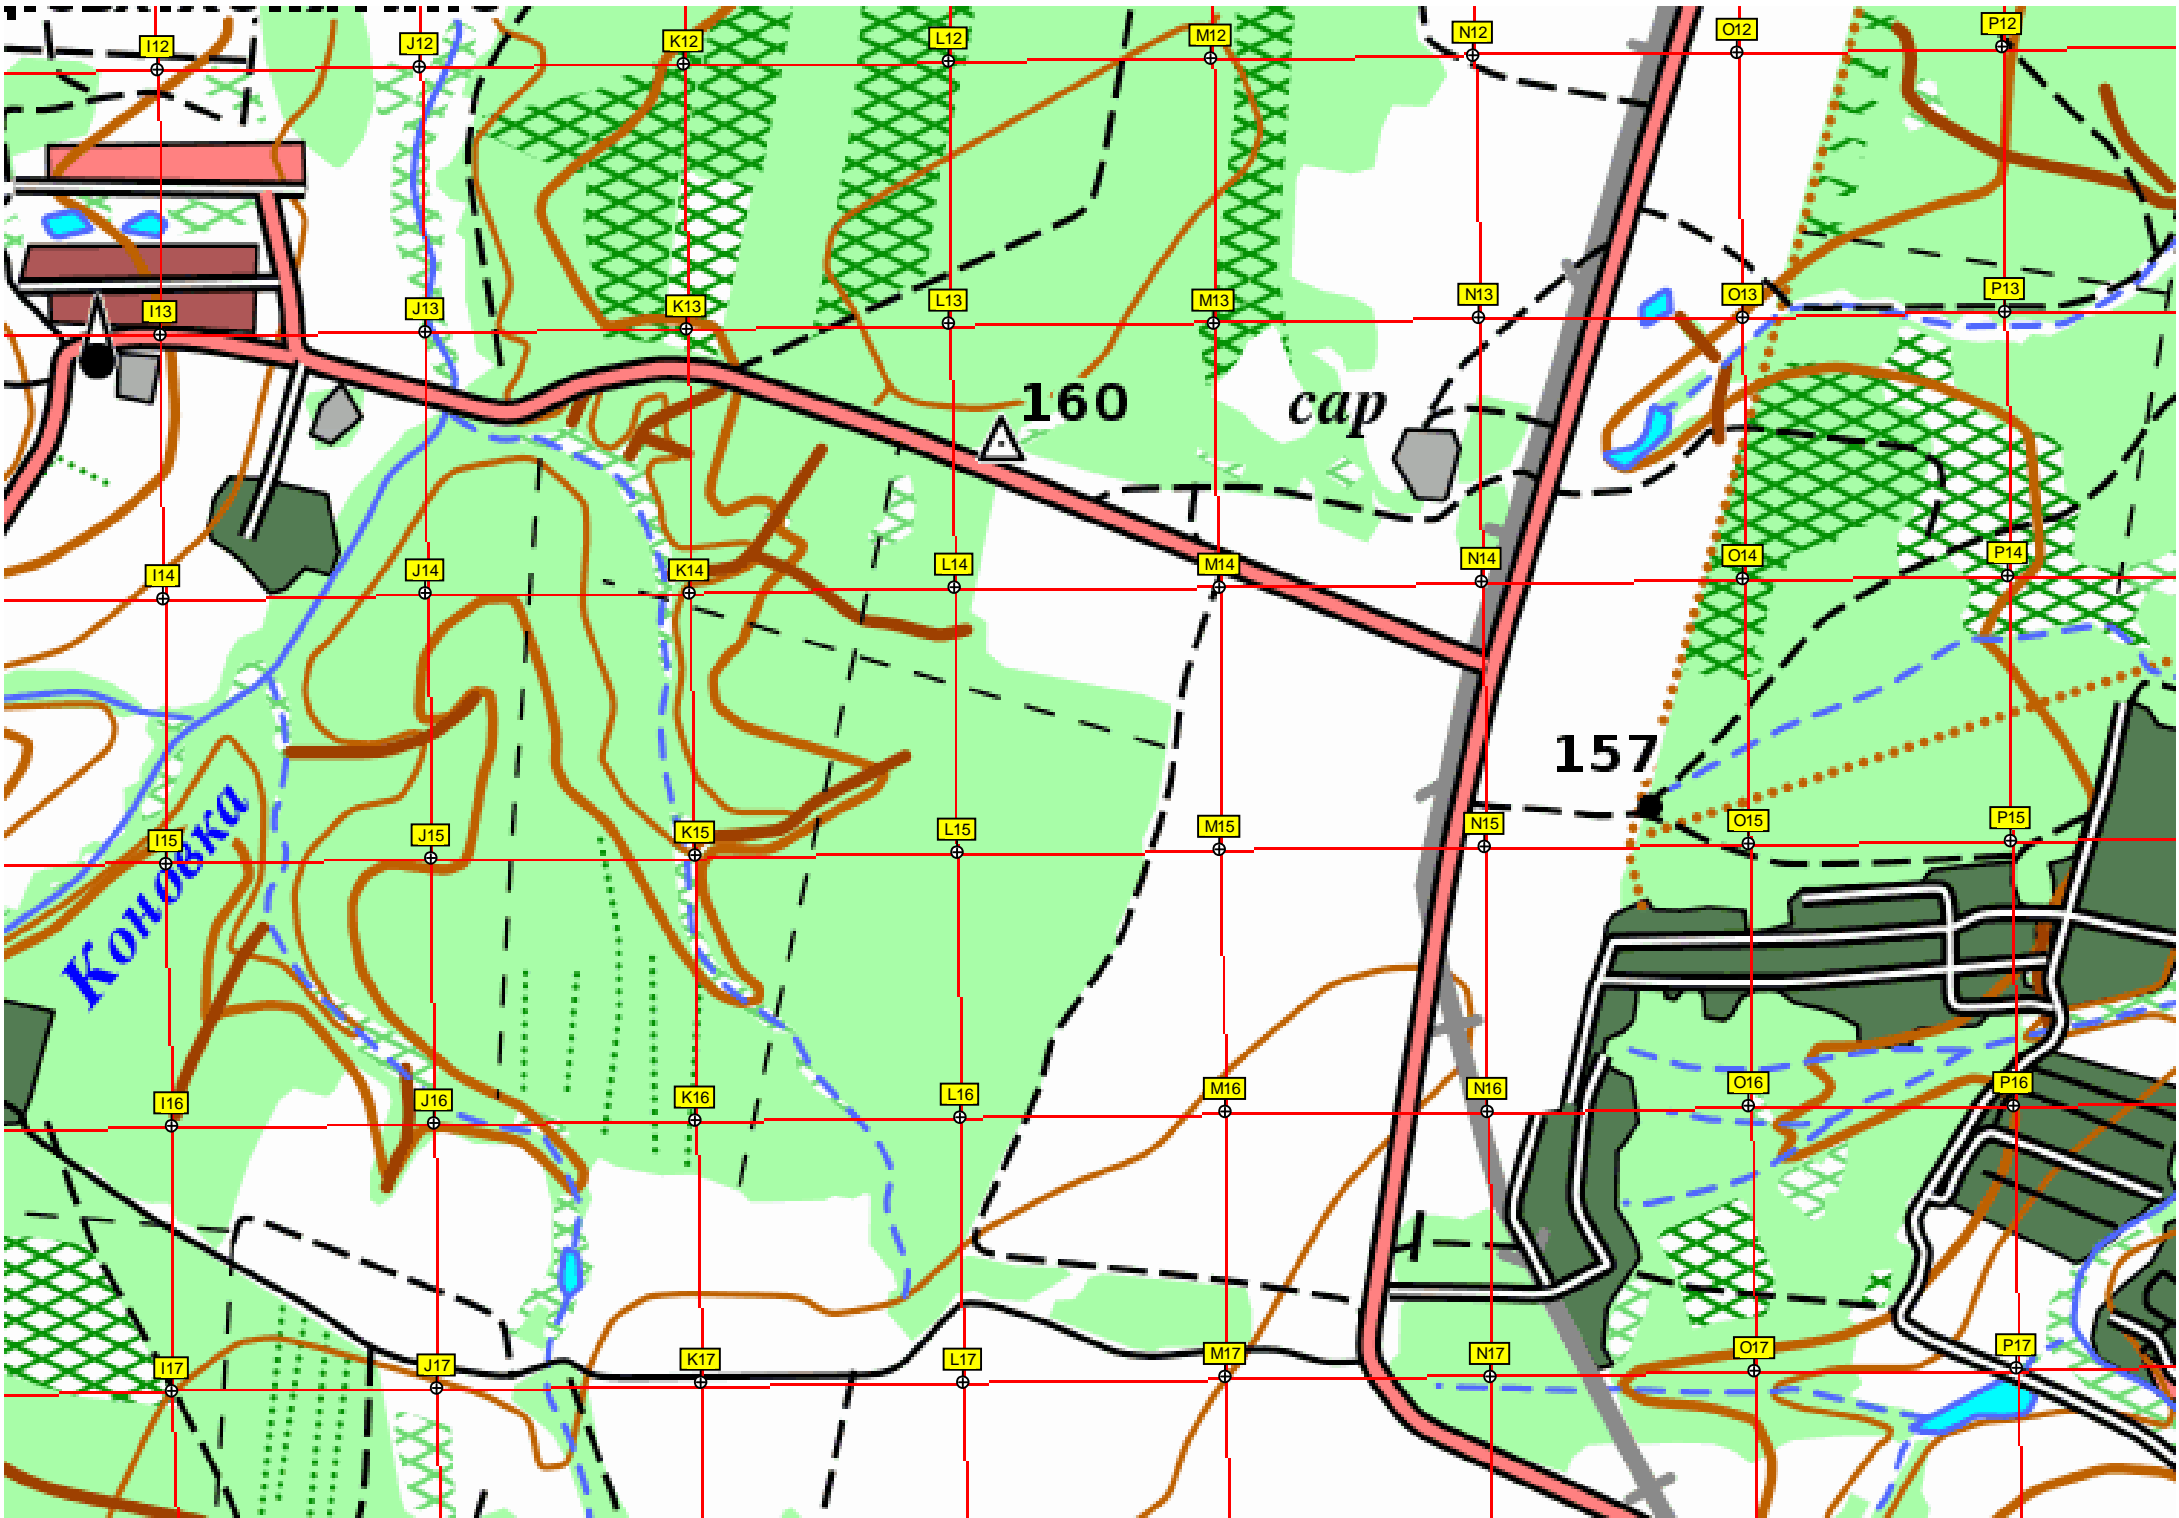 I12 J12 K12 L12 M12 N12 O12 P12
I13 J13 K13 L13 M13 N13 O13 P13
160
сар
I14 J14 K14 L14 M14 N14 O14 P14
157
Коновка
I15 J15 K15 L15 M15 N15 O15 P15
I16 J16 K16 L16 M16 N16 O16 P16
I17 J17 K17 L17 M17 N17 O17 P17